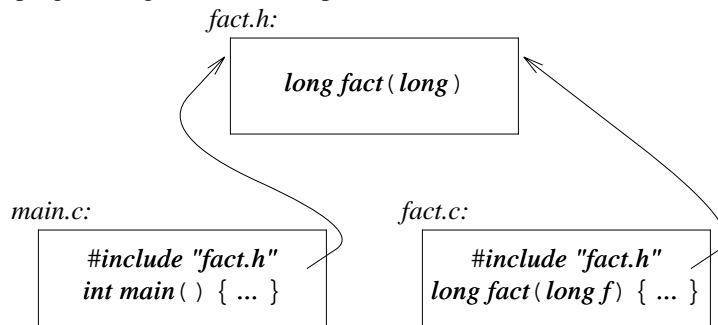 fact.h:
long fact(long)
main.c:
#include "fact.h"
int main() { ... }
fact.c:
#include "fact.h"
long fact(long f) { ... }